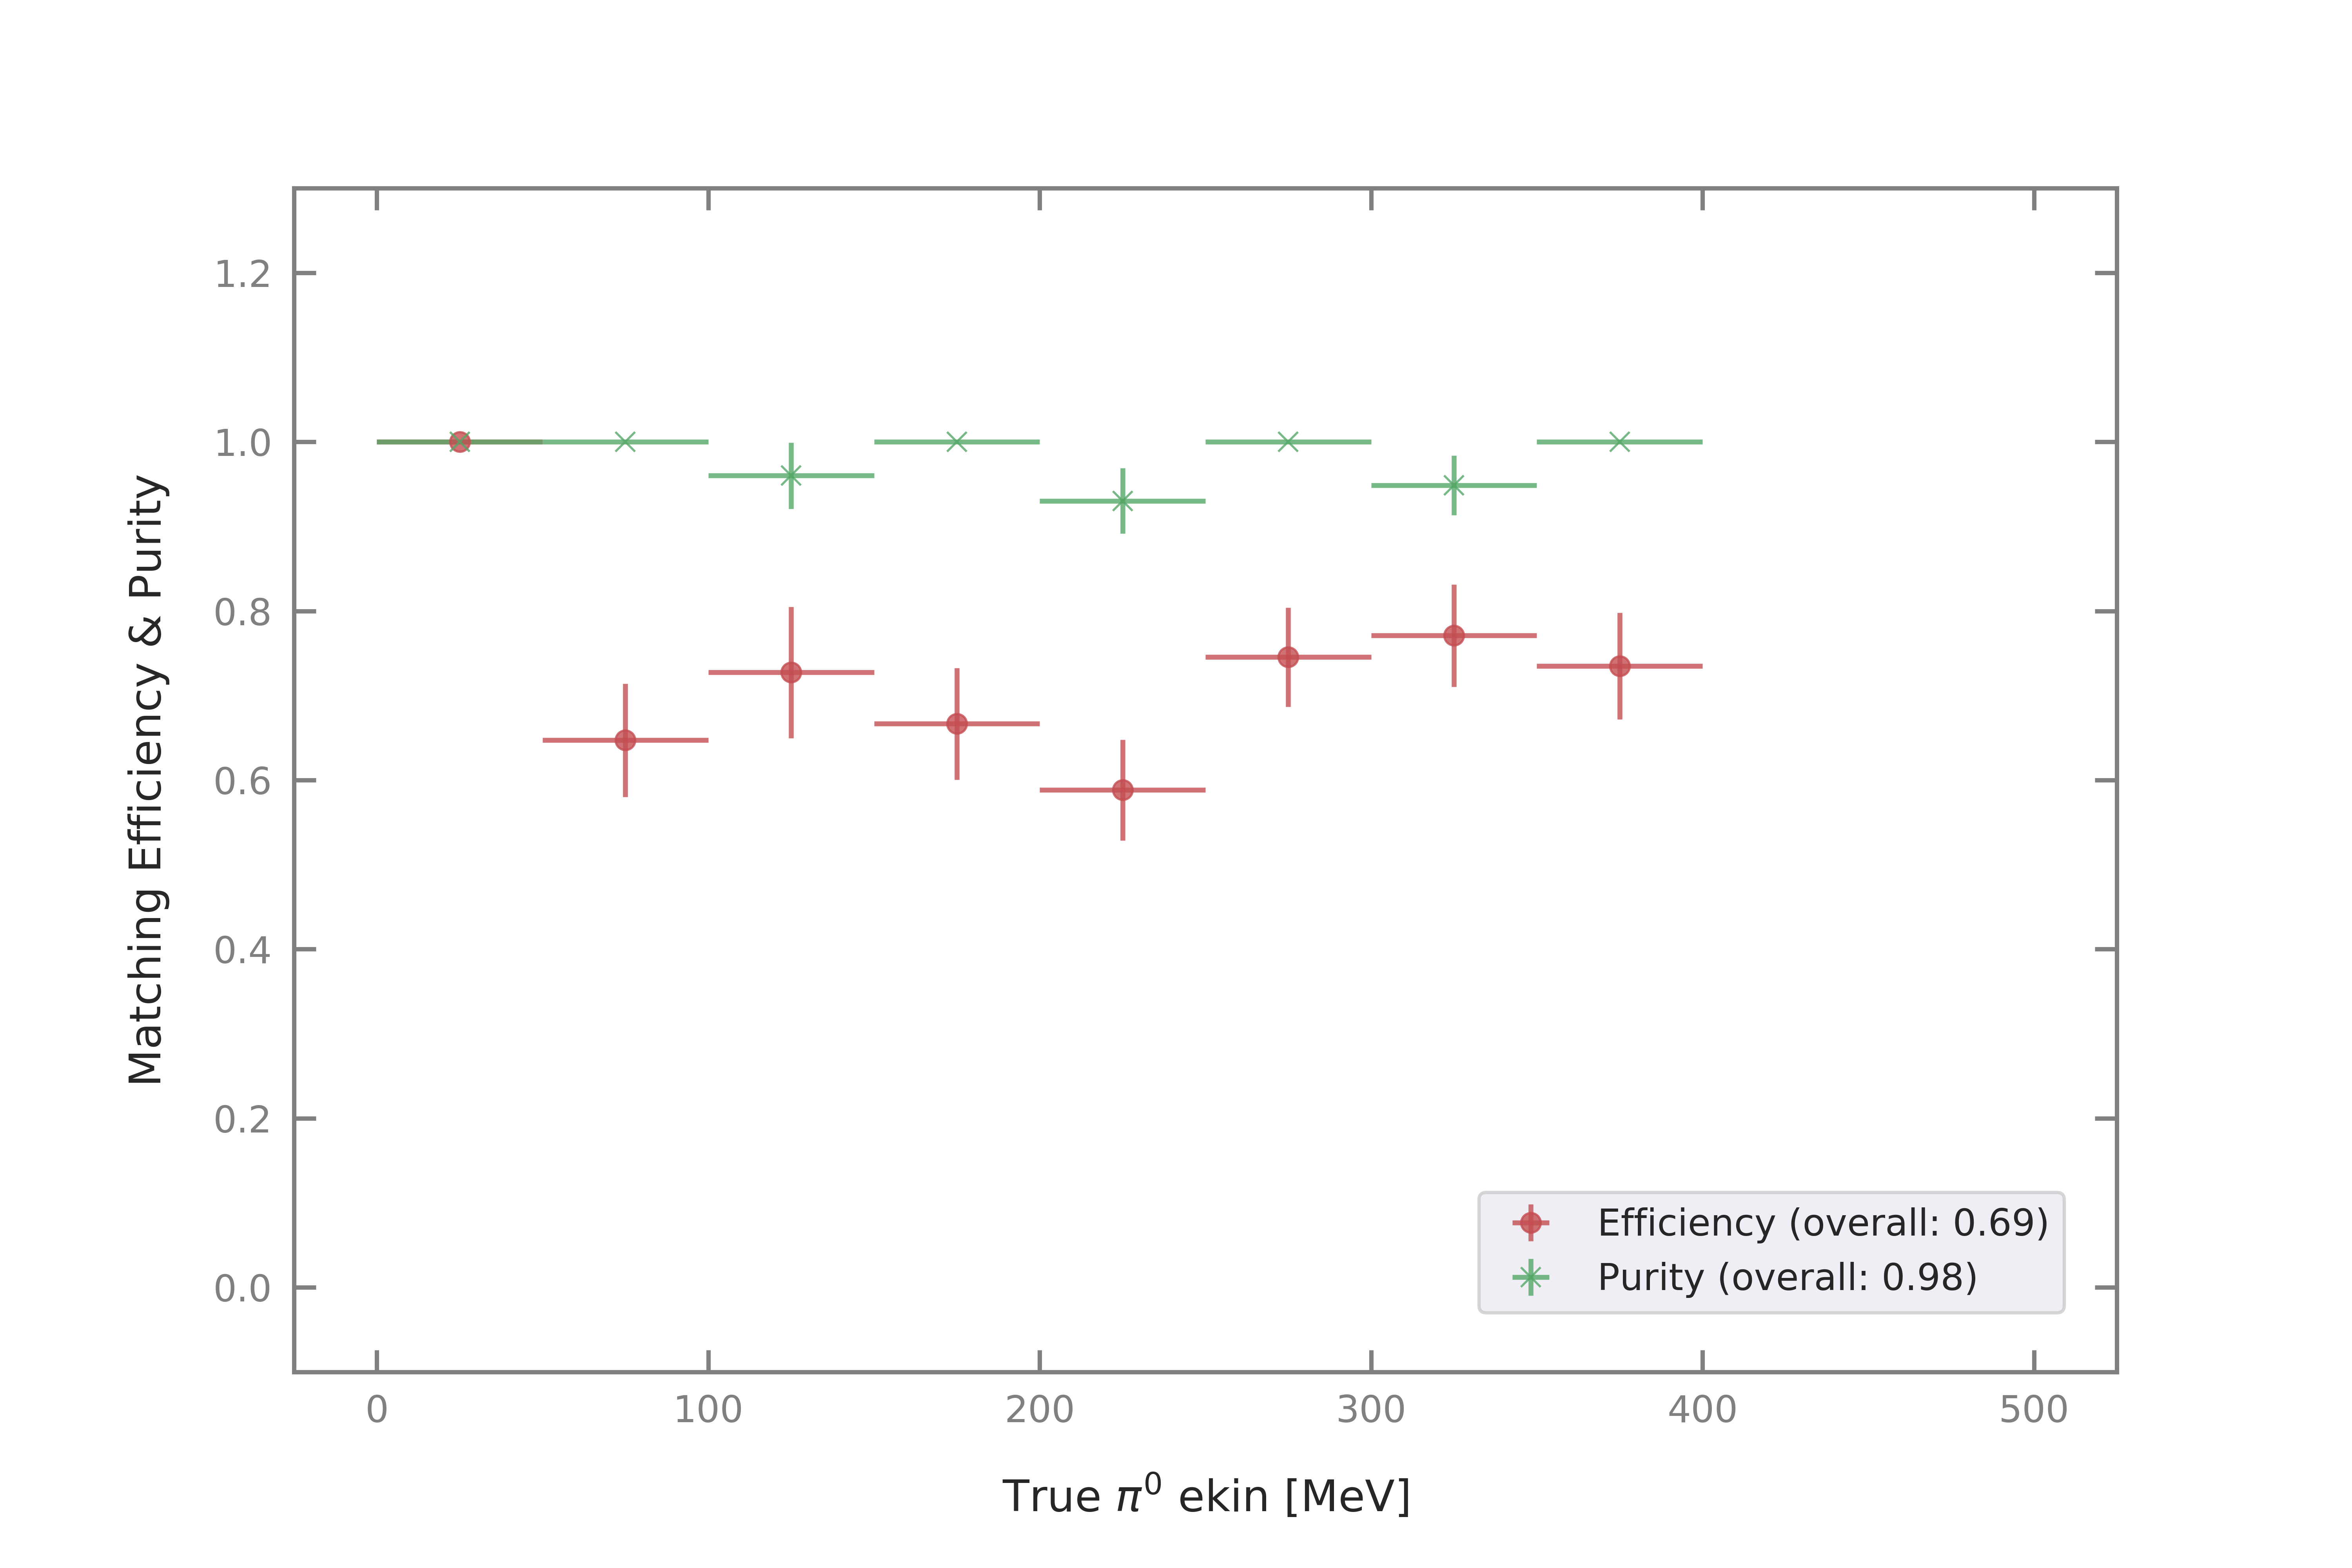 Matching Efficiency & Purity
1.2
1.0
0.8
0.6
0.4
0.2
0.0
Efficiency (overall: 0.69)
Purity (overall: 0.98)
0 100 200 300 400 500
True π⁰ ekin [MeV]